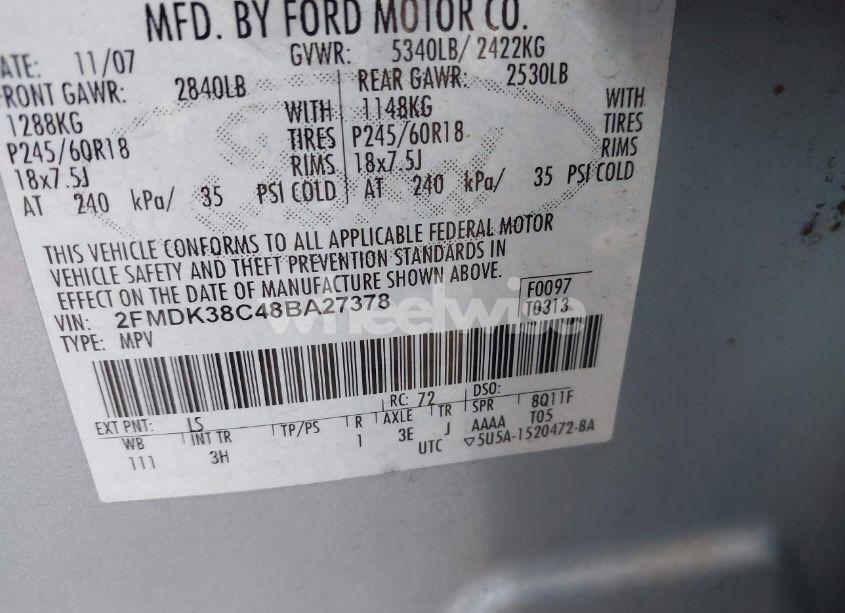 MFD. BY FORD MOTOR CO.
ATE: 11/07 GVWR: 5340LB/ 2422KG
FRONT GAWR: 2840LB REAR GAWR: 2530LB
1288KG WITH 1148KG WITH
P245/60R18 TIRES P245/60R18 TIRES
18x7.5J RIMS 18x7.5J RIMS
AT 240 kPa/ 35 PSI COLD AT 240 kPa/ 35 PSI COLD
THIS VEHICLE CONFORMS TO ALL APPLICABLE FEDERAL MOTOR
VEHICLE SAFETY AND THEFT PREVENTION STANDARDS IN
EFFECT ON THE DATE OF MANUFACTURE SHOWN ABOVE.
VIN: 2FMDK38C48BA27378 F0097
TYPE: MPV T0313
wheelwise
EXT PNT: LS RC: 72 DSO:
WB INT TR TP/PS R AXLE TR SPR 8Q11F
111 3H 1 3E J AAAA T05
UTC ▽5U5A-1520472-BA